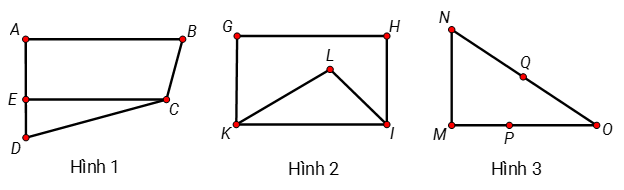 A B
E C
D
Hình 1
G H
L
K I
Hình 2
N
Q
M P O
Hình 3